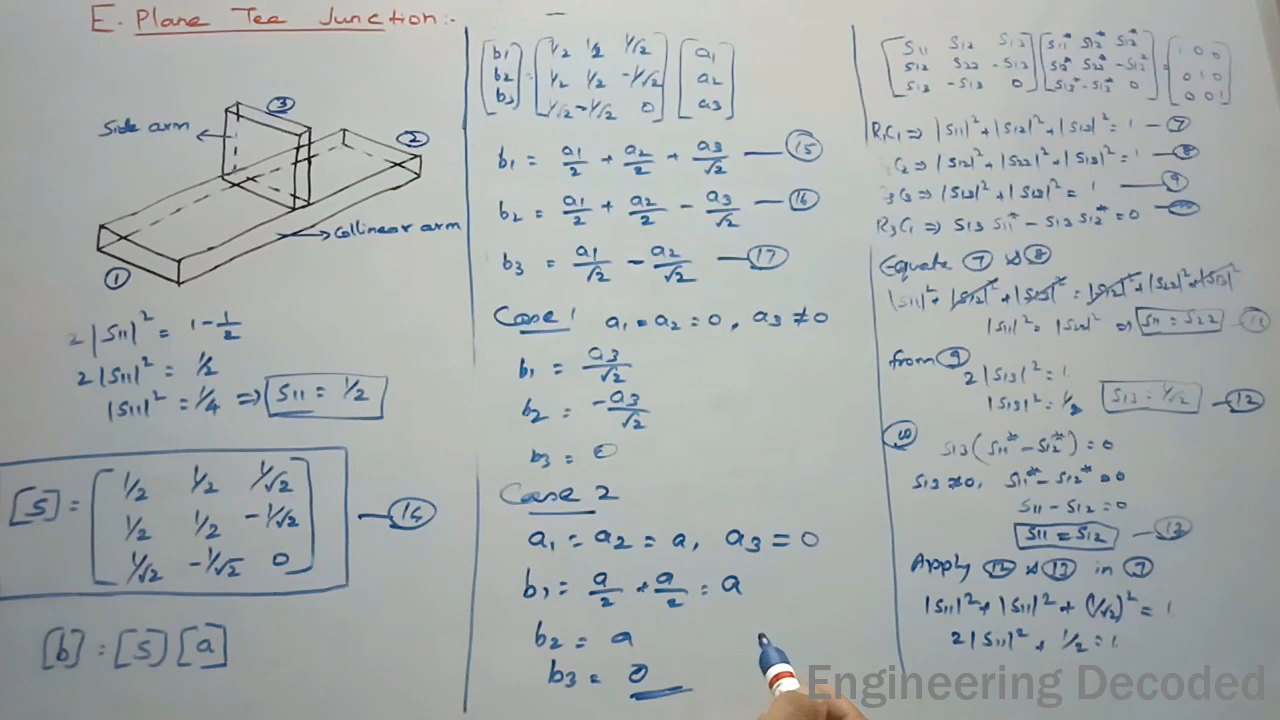 E. Plane Tee Junction:-
Side arm
3
2
Collinear arm
1
2|S11|² = 1 - 1/2
2|S11|² = 1/2
|S11|² = 1/4 ⇒ S11 = 1/2
[S] = [1/2 1/2 1/√2
1/2 1/2 -1/√2
1/√2 -1/√2 0] — 14
[b] = [S][a]
[b1 b2 b3] = [1/2 1/2 1/√2
1/2 1/2 -1/√2
1/√2 -1/√2 0] [a1 a2 a3]
b1 = a1/2 + a2/2 + a3/√2 — 15
b2 = a1/2 + a2/2 - a3/√2 — 16
b3 = a1/√2 - a2/√2 — 17
Case 1 a1 = a2 = 0, a3 ≠ 0
b1 = a3/√2
b2 = -a3/√2
b3 = 0
Case 2
a1 = a2 = a, a3 = 0
b1 = a/2 + a/2 = a
b2 = a
b3 = 0
[S11 S12 S13 [S11* S12* S13* [1 0 0
S12 S22 -S13 S12* S22* -S13* 0 1 0
S13 -S13 0] S13* -S13* 0] = 0 0 1]
R1C1 ⇒ |S11|² + |S12|² + |S13|² = 1 — 7
C2 ⇒ |S12|² + |S22|² + |S13|² = 1 — 8
3C3 ⇒ |S13|² + |S13|² = 1 — 9
R3C1 ⇒ S13 S11* - S13 S12* = 0 — 10
Equate 7 & 8
|S11|² + |S12|² + |S13|² = |S12|² + |S22|² + |S13|²
|S11|² = |S22|² ⇒ S11 = S22 — 11
from 9
2|S13|² = 1
|S13|² = 1/2 S13 = 1/√2 — 12
10 S13(S11* - S12*) = 0
S13 ≠ 0, S11* - S12* = 0
S11 - S12 = 0
S11 = S12 — 13
Apply 12 & 13 in 7
|S11|² + |S11|² + (1/√2)² = 1
2|S11|² + 1/2 = 1
Engineering Decoded